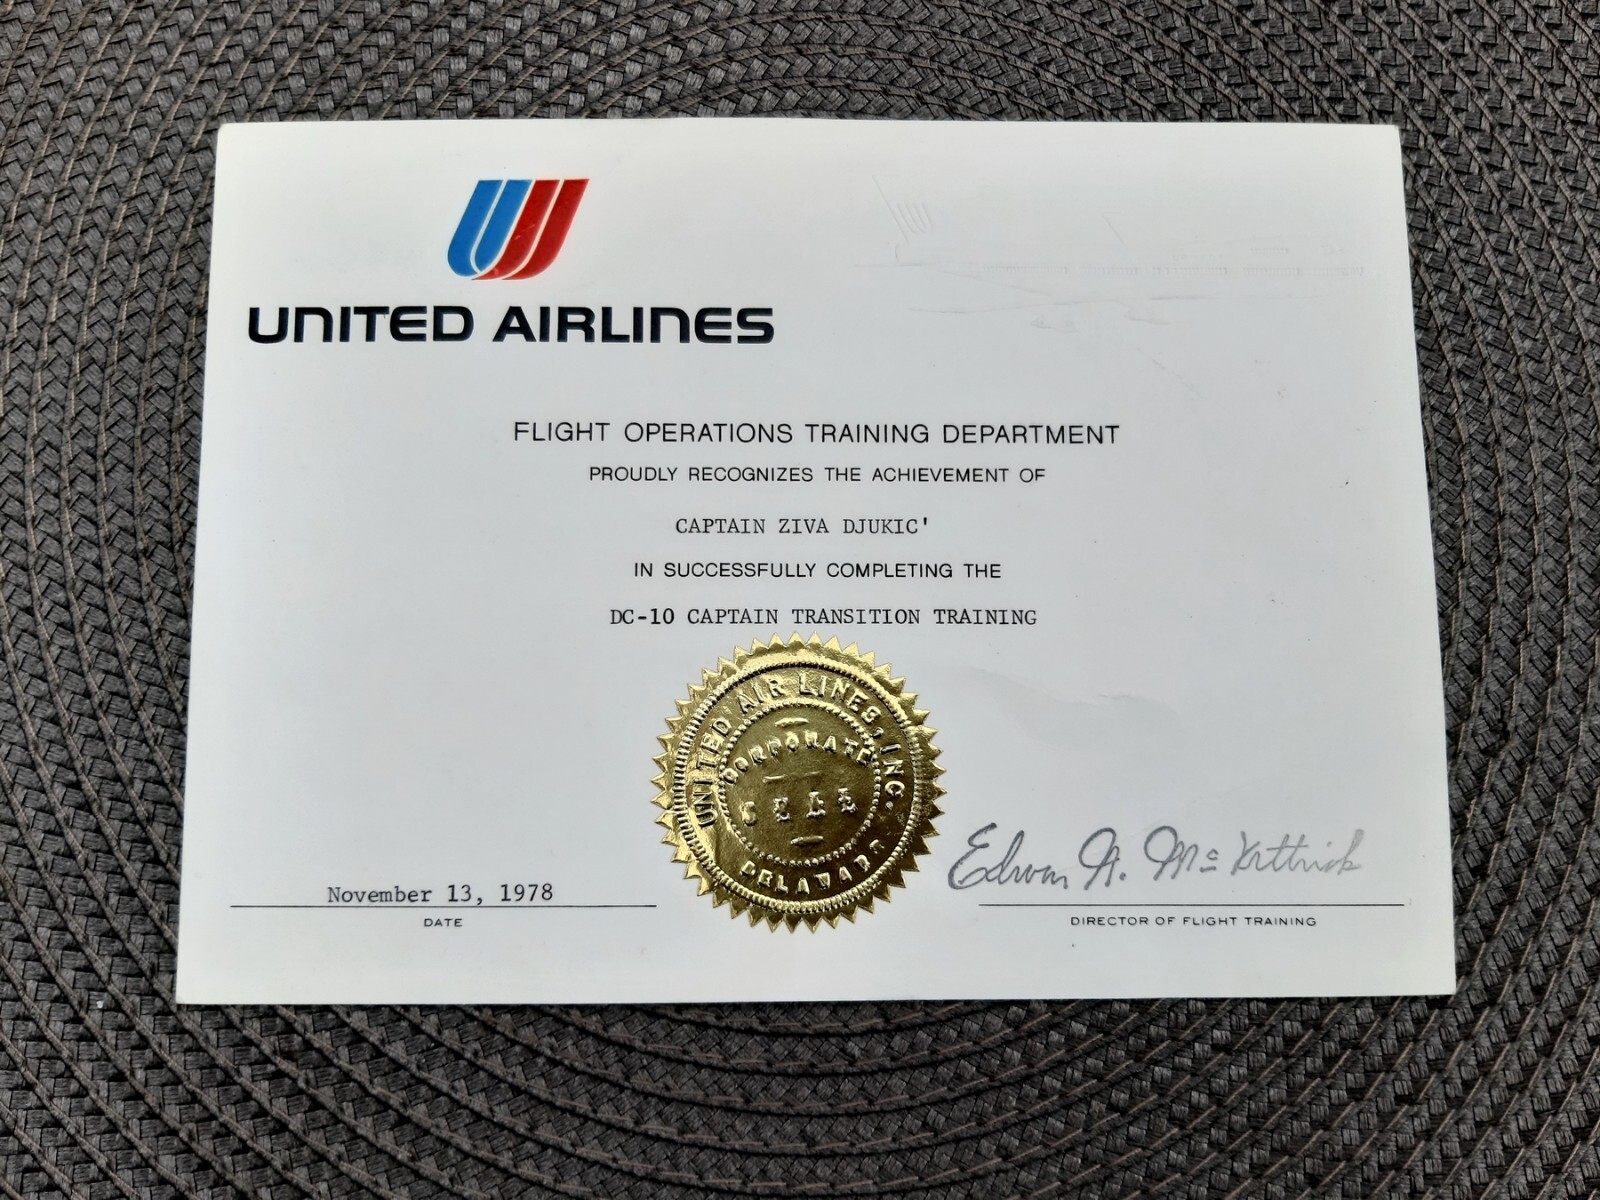 UNITED AIRLINES
FLIGHT OPERATIONS TRAINING DEPARTMENT
PROUDLY RECOGNIZES THE ACHIEVEMENT OF
CAPTAIN ZIVA DJUKIC'
IN SUCCESSFULLY COMPLETING THE
DC-10 CAPTAIN TRANSITION TRAINING
UNITED AIR LINES, INC.
CORPORATE
SEAL
DELAWARE
Edwin A. McKittrick
November 13, 1978
DATE
DIRECTOR OF FLIGHT TRAINING